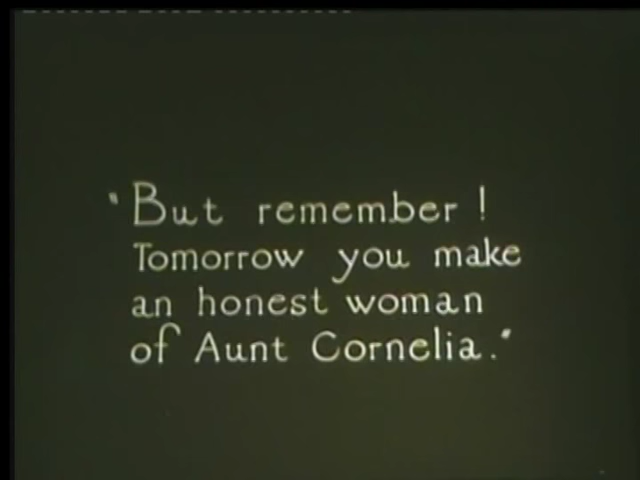 "But remember!
Tomorrow you make
an honest woman
of Aunt Cornelia."